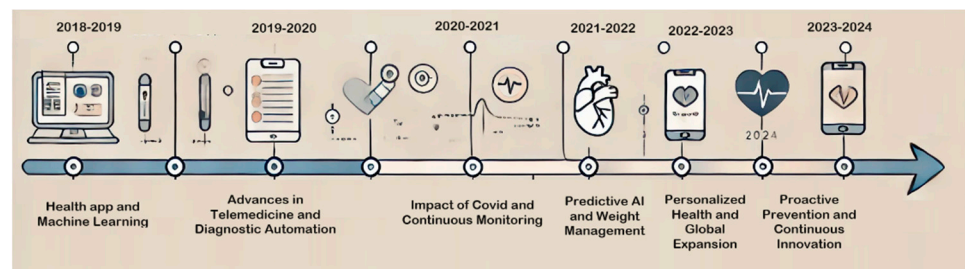 2018-2019
2019-2020
2020-2021
2021-2022
2022-2023
2023-2024
2024
Health app and
Machine Learning
Advances in
Telemedicine and
Diagnostic Automation
Impact of Covid and
Continuous Monitoring
Predictive AI
and Weight
Management
Personalized
Health and
Global
Expansion
Proactive
Prevention and
Continuous
Innovation